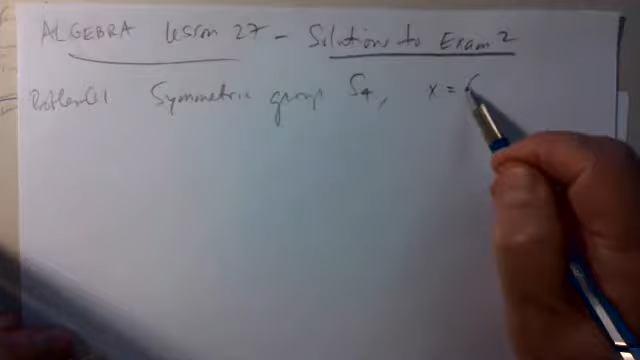 ALGEBRA Lesson 27 - Solutions to Exam 2
Problem 1 Symmetric group S4, x = (